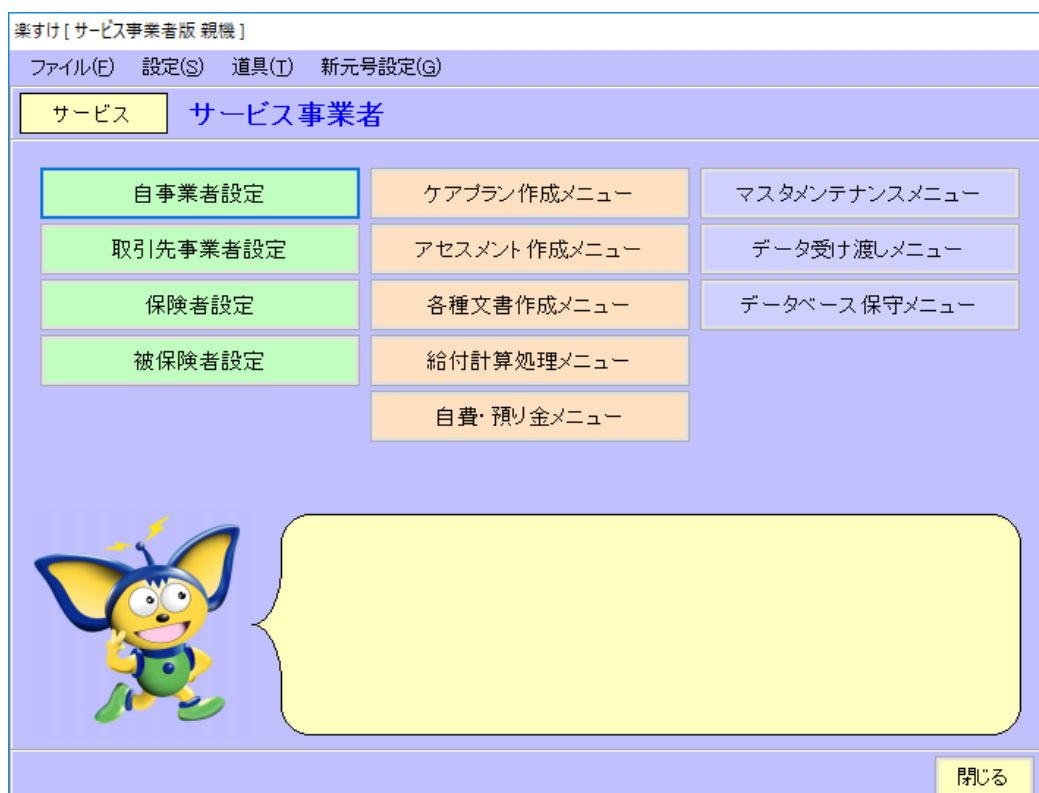 楽すけ [ サービス事業者版 親機 ]
ファイル(F) 設定(S) 道具(T) 新元号設定(G)
サービス サービス事業者
自事業者設定 ケアプラン作成メニュー マスタメンテナンスメニュー
取引先事業者設定 アセスメント作成メニュー データ受け渡しメニュー
保険者設定 各種文書作成メニュー データベース保守メニュー
被保険者設定 給付計算処理メニュー
自費・預り金メニュー
閉じる